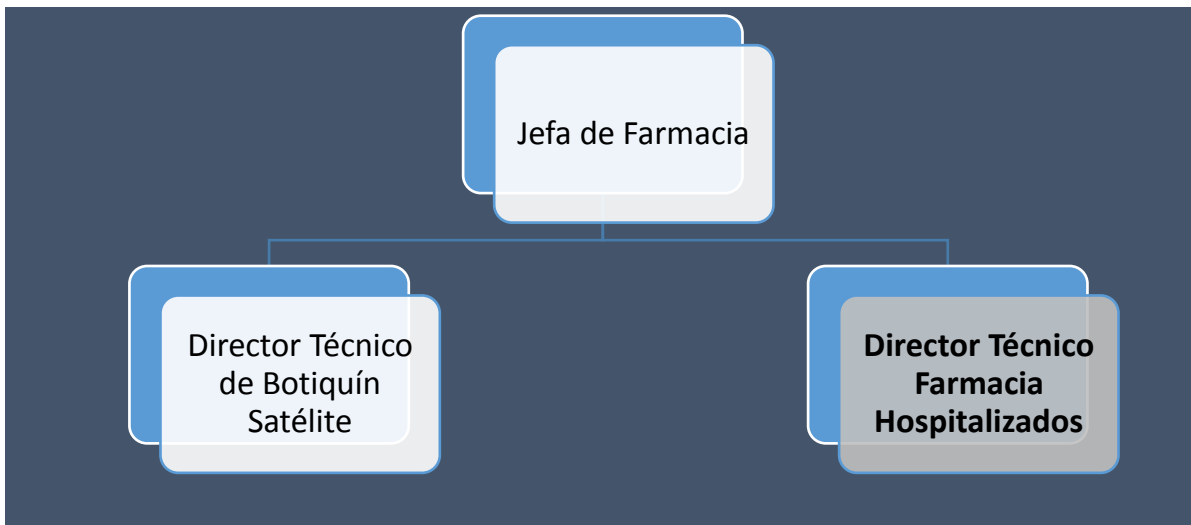 Jefa de Farmacia
Director Técnico
de Botiquín
Satélite
Director Técnico
Farmacia
Hospitalizados